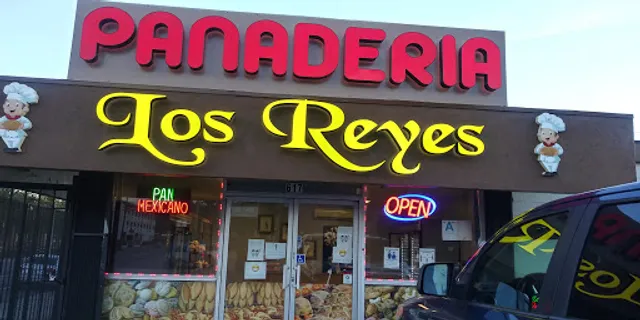 PANADERIA
Los Reyes
617
PAN
MEXICANO
OPEN
A